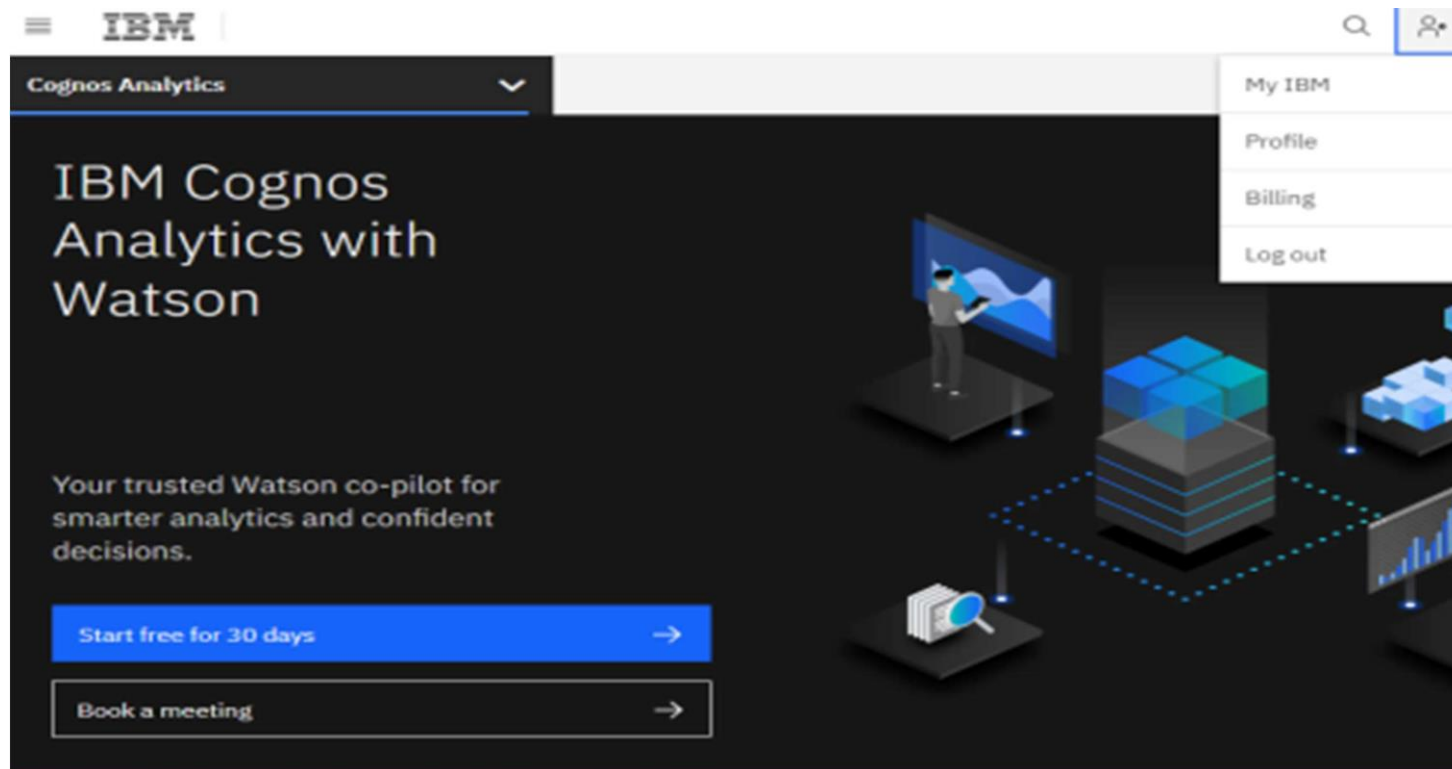 IBM
Cognos Analytics
My IBM
Profile
Billing
Log out
IBM Cognos
Analytics with
Watson
Your trusted Watson co-pilot for
smarter analytics and confident
decisions.
Start free for 30 days
Book a meeting